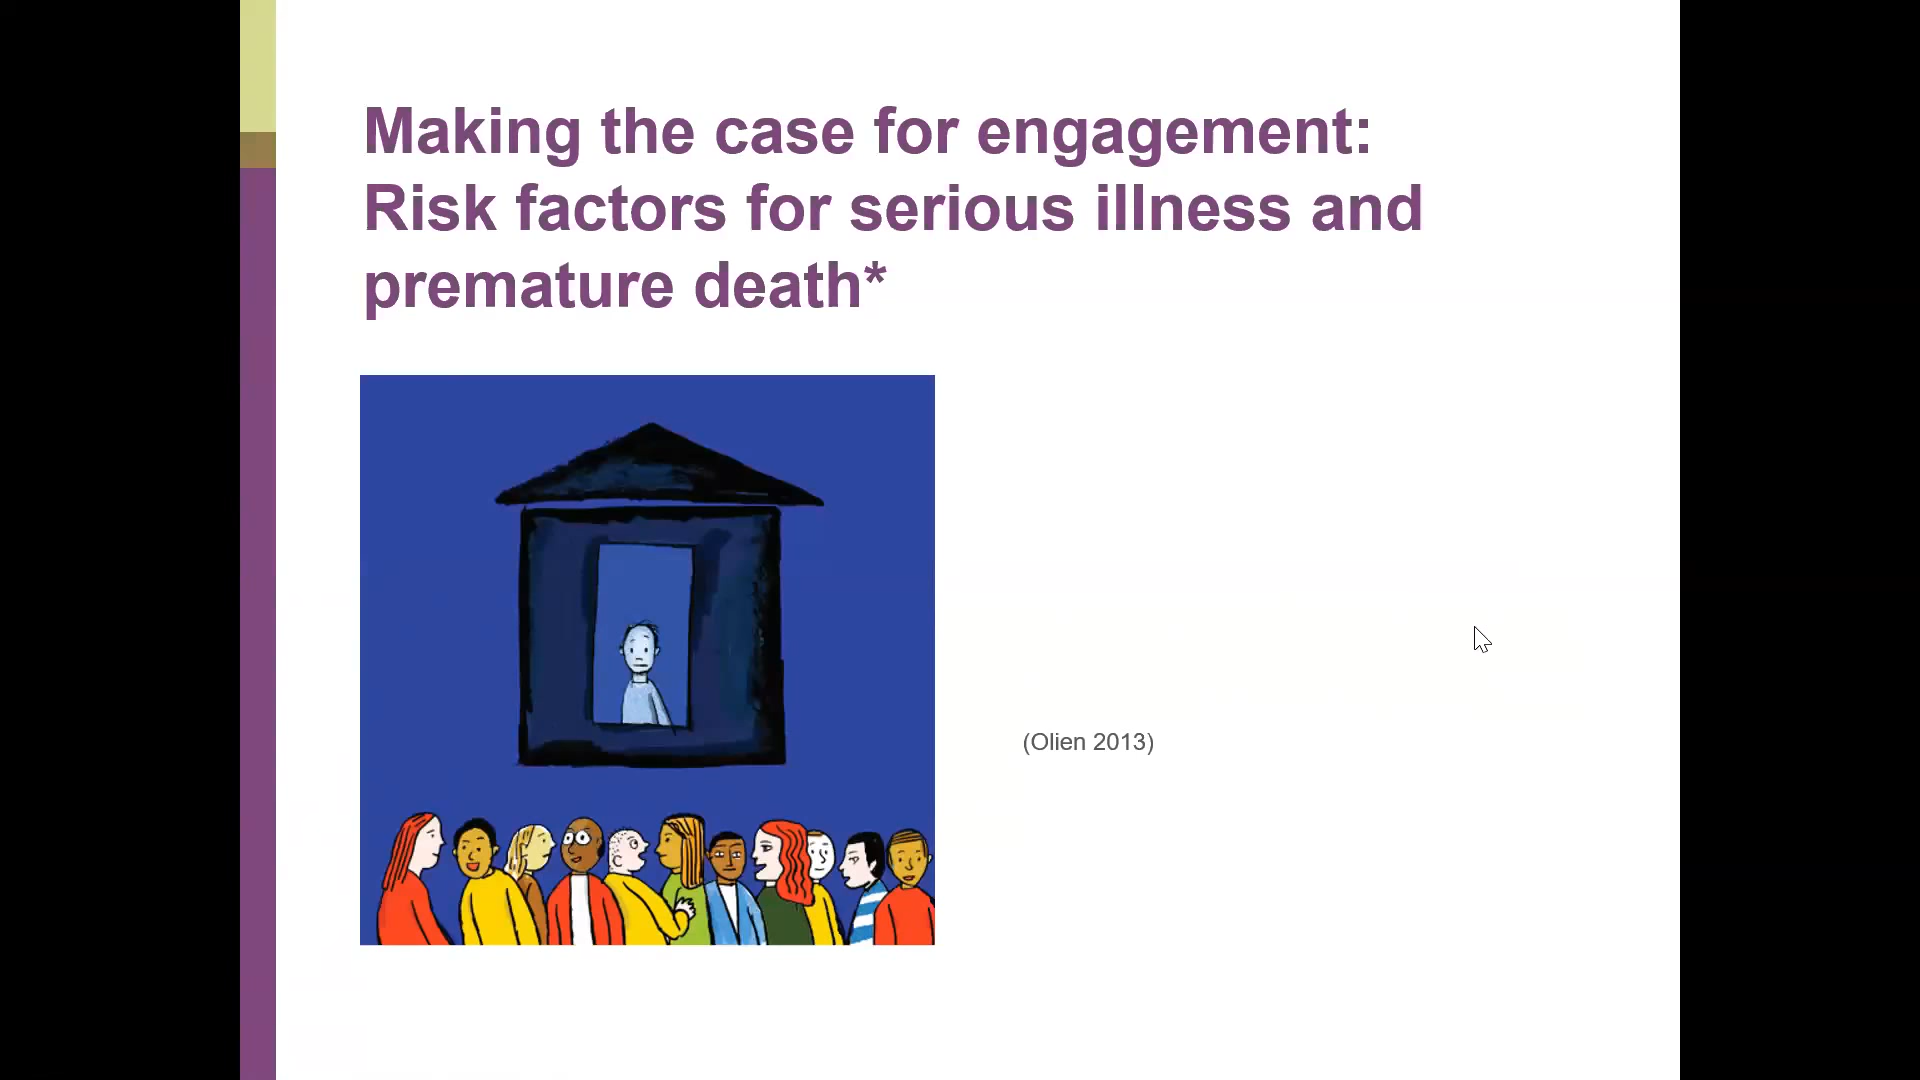 Making the case for engagement:
Risk factors for serious illness and
premature death*
(Olien 2013)